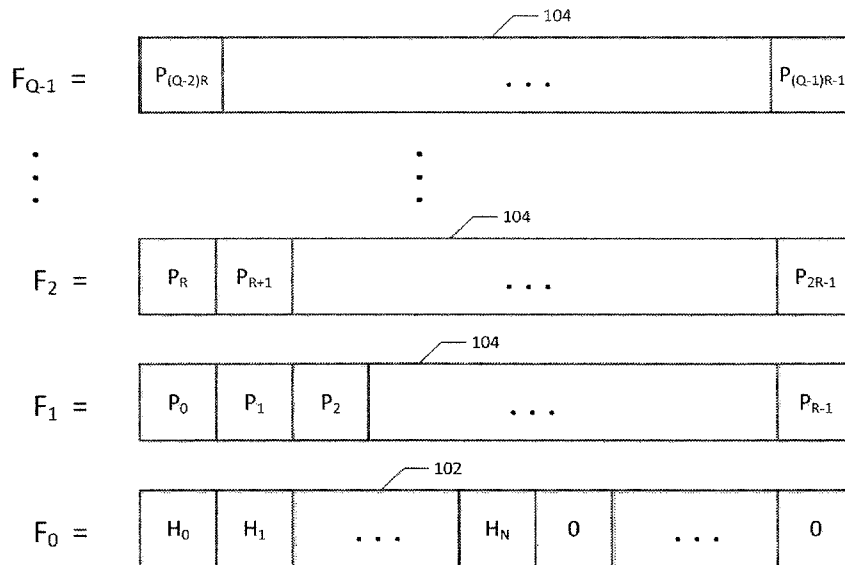 104
F_{Q-1} = P_{(Q-2)R} ... P_{(Q-1)R-1}
104
F_2 = P_R P_{R+1} ... P_{2R-1}
104
F_1 = P_0 P_1 P_2 ... P_{R-1}
102
F_0 = H_0 H_1 ... H_N 0 ... 0